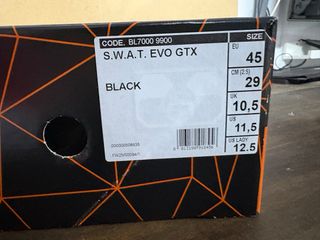 CODE. BL7000 9900
SIZE
S.W.A.T. EVO GTX
BLACK
EU
45
CM (2.5)
29
UK
10,5
US
11,5
US LADY
12.5